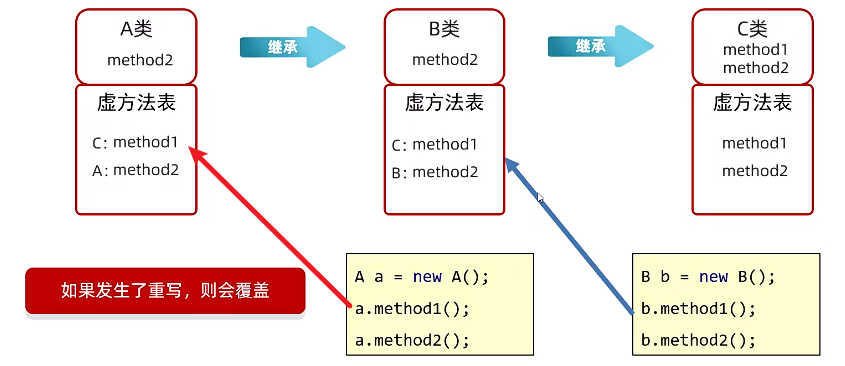 A类
method2
继承
B类
method2
继承
C类
method1
method2
虚方法表
C: method1
A: method2
虚方法表
C: method1
B: method2
虚方法表
method1
method2
如果发生了重写，则会覆盖
A a = new A();
a.method1();
a.method2();
B b = new B();
b.method1();
b.method2();